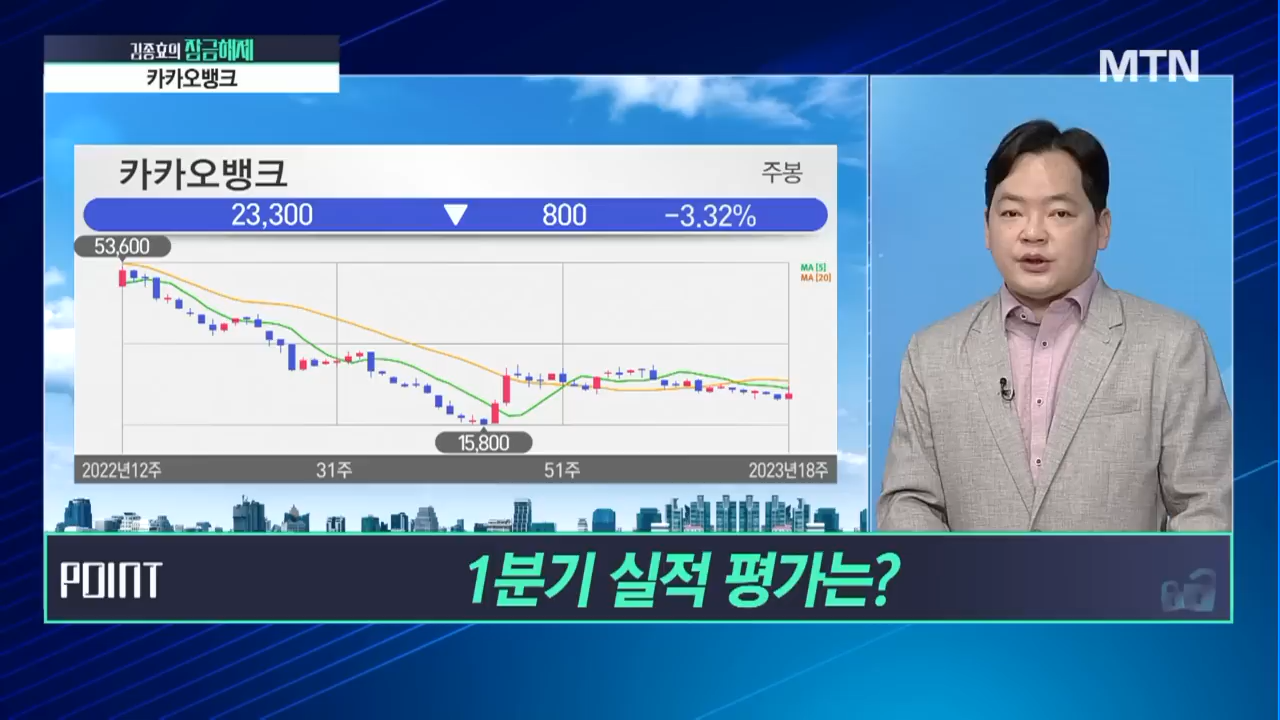 김종효의 잠금해제
카카오뱅크
MTN
카카오뱅크 주봉
23,300 ▼ 800 -3.32%
53,600
MA [5]
MA [20]
15,800
2022년12주 31주 51주 2023년18주
POINT 1분기 실적 평가는?